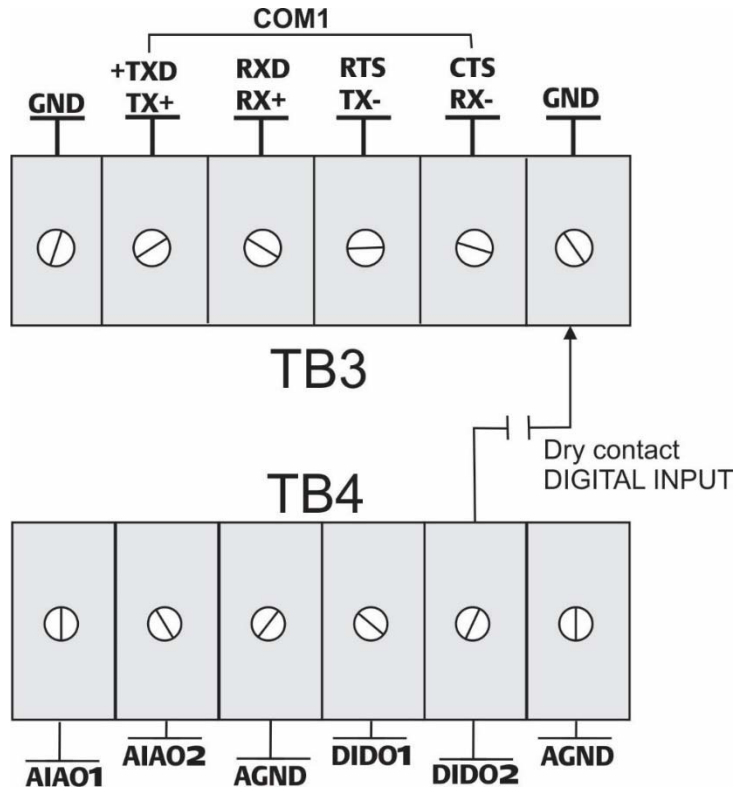 COM1
+TXD RXD RTS CTS
GND TX+ RX+ TX- RX- GND
TB3
Dry contact
DIGITAL INPUT
TB4
AIAO1 AIAO2 AGND DIDO1 DIDO2 AGND